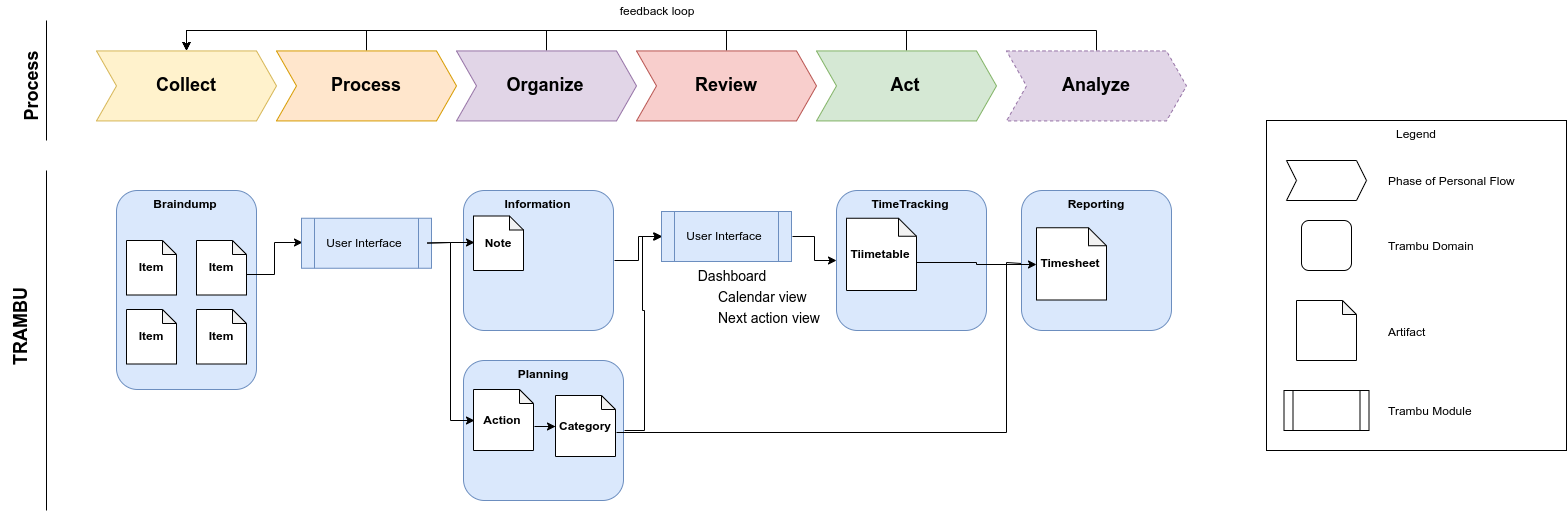 feedback loop
Process
Collect
Process
Organize
Review
Act
Analyze
TRAMBU
Braindump
Item
Item
Item
Item
User Interface
Information
Note
Planning
Action
Category
User Interface
Dashboard
Calendar view
Next action view
TimeTracking
Tiimetable
Reporting
Timesheet
Legend
Phase of Personal Flow
Trambu Domain
Artifact
Trambu Module